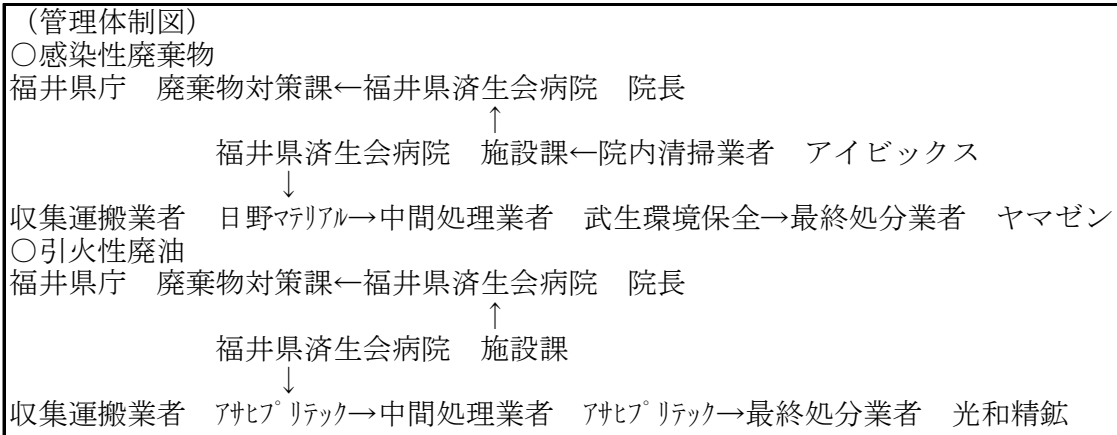 （管理体制図）
○感染性廃棄物
福井県庁　廃棄物対策課←福井県済生会病院　院長
↑
福井県済生会病院　施設課←院内清掃業者　アイビックス
↓
収集運搬業者　日野ﾏﾃﾘｱﾙ→中間処理業者　武生環境保全→最終処分業者　ヤマゼン
○引火性廃油
福井県庁　廃棄物対策課←福井県済生会病院　院長
↑
福井県済生会病院　施設課
↓
収集運搬業者　ｱｻﾋﾌﾟﾘﾃｯｸ→中間処理業者　ｱｻﾋﾌﾟﾘﾃｯｸ→最終処分業者　光和精鉱